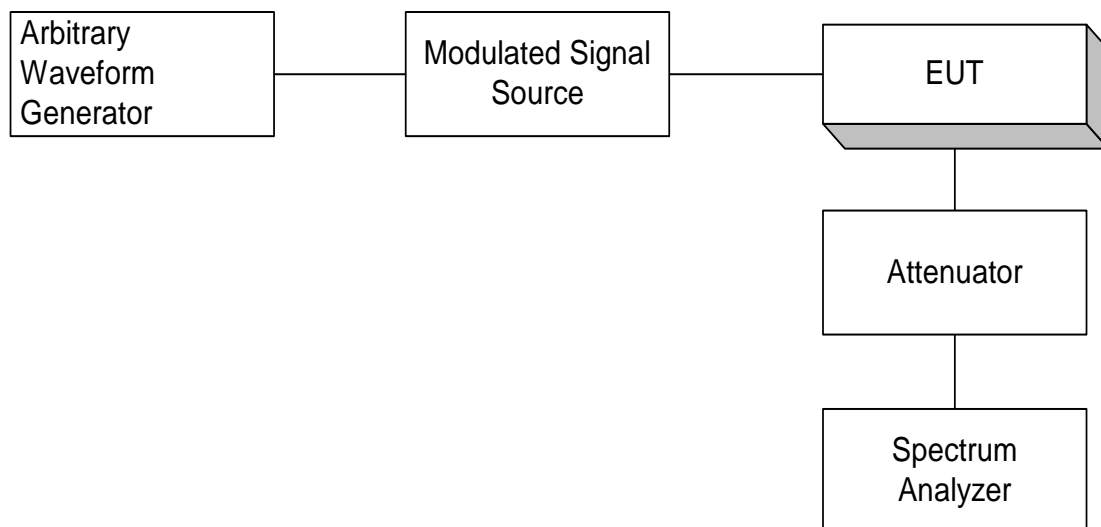 Arbitrary
Waveform
Generator
Modulated Signal
Source
EUT
Attenuator
Spectrum
Analyzer